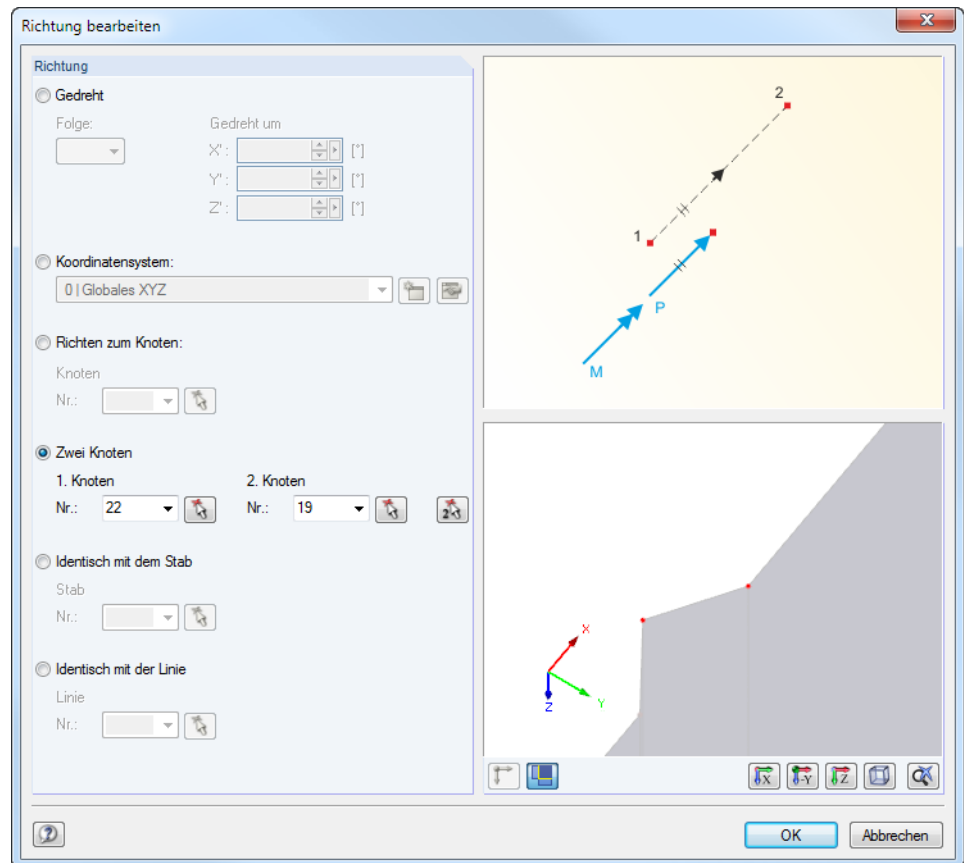 Richtung bearbeiten
Richtung
Gedreht
Folge: Gedreht um
X': [°]
Y': [°]
Z': [°]
Koordinatensystem:
0 | Globales XYZ
Richten zum Knoten:
Knoten
Nr.:
Zwei Knoten
1. Knoten 2. Knoten
Nr.: 22 Nr.: 19 2
Identisch mit dem Stab
Stab
Nr.:
Identisch mit der Linie
Linie
Nr.:
2
1
P
M
X
Y
Z
X -Y Z
OK Abbrechen